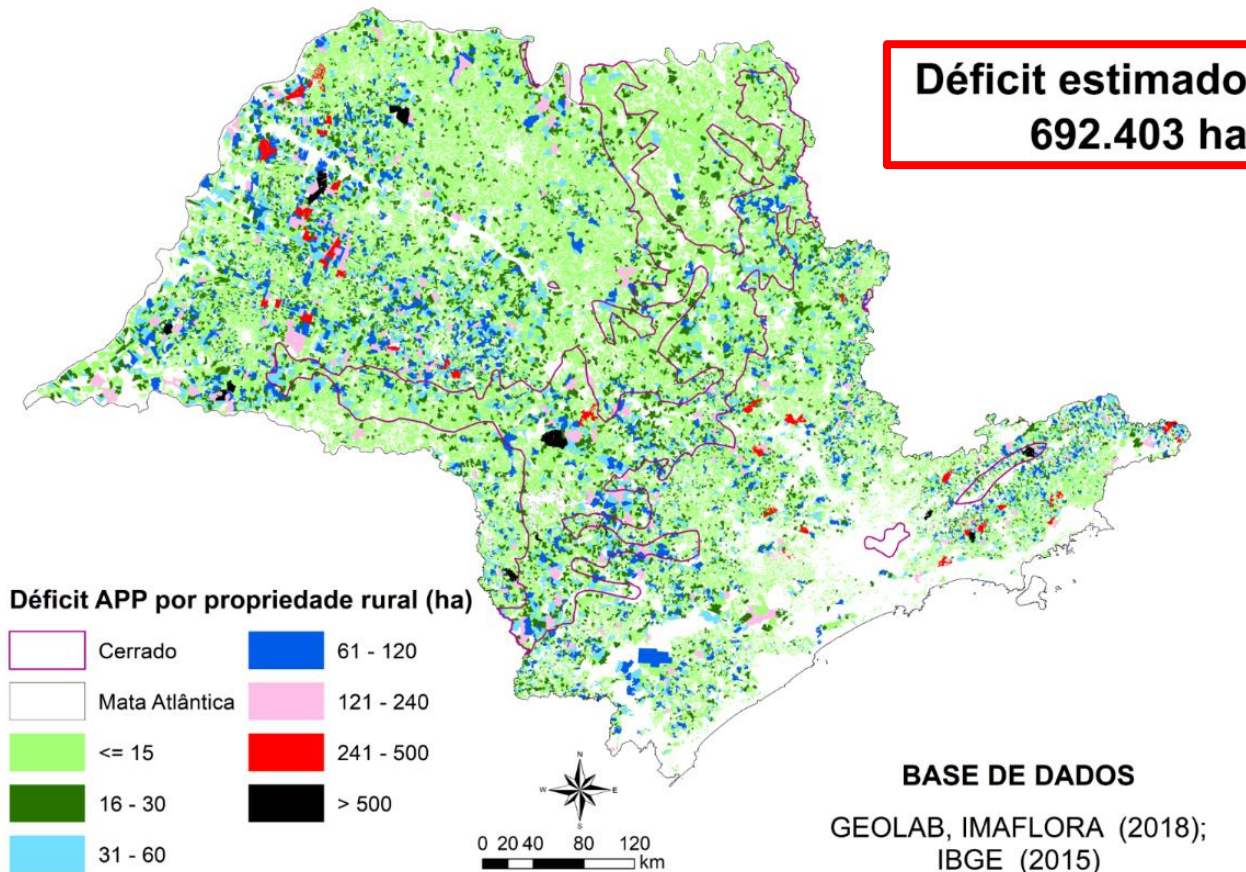 Déficit estimado
692.403 ha
Déficit APP por propriedade rural (ha)
Cerrado
Mata Atlântica
<= 15
16 - 30
31 - 60
61 - 120
121 - 240
241 - 500
> 500
N
W
E
S
0 20 40 80 120
km
BASE DE DADOS
GEOLAB, IMAFLORA (2018);
IBGE (2015)